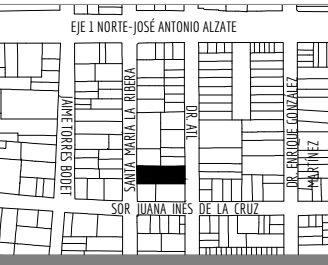 EJE 1 NORTE-JOSÉ ANTONIO ALZATE
JAIME TORRES BODET
SANTA MARÍA LA RIBERA
DR. ATL
DR. ENRIQUE GONZÁLEZ
MARTÍNEZ
SOR JUANA INÉS DE LA CRUZ